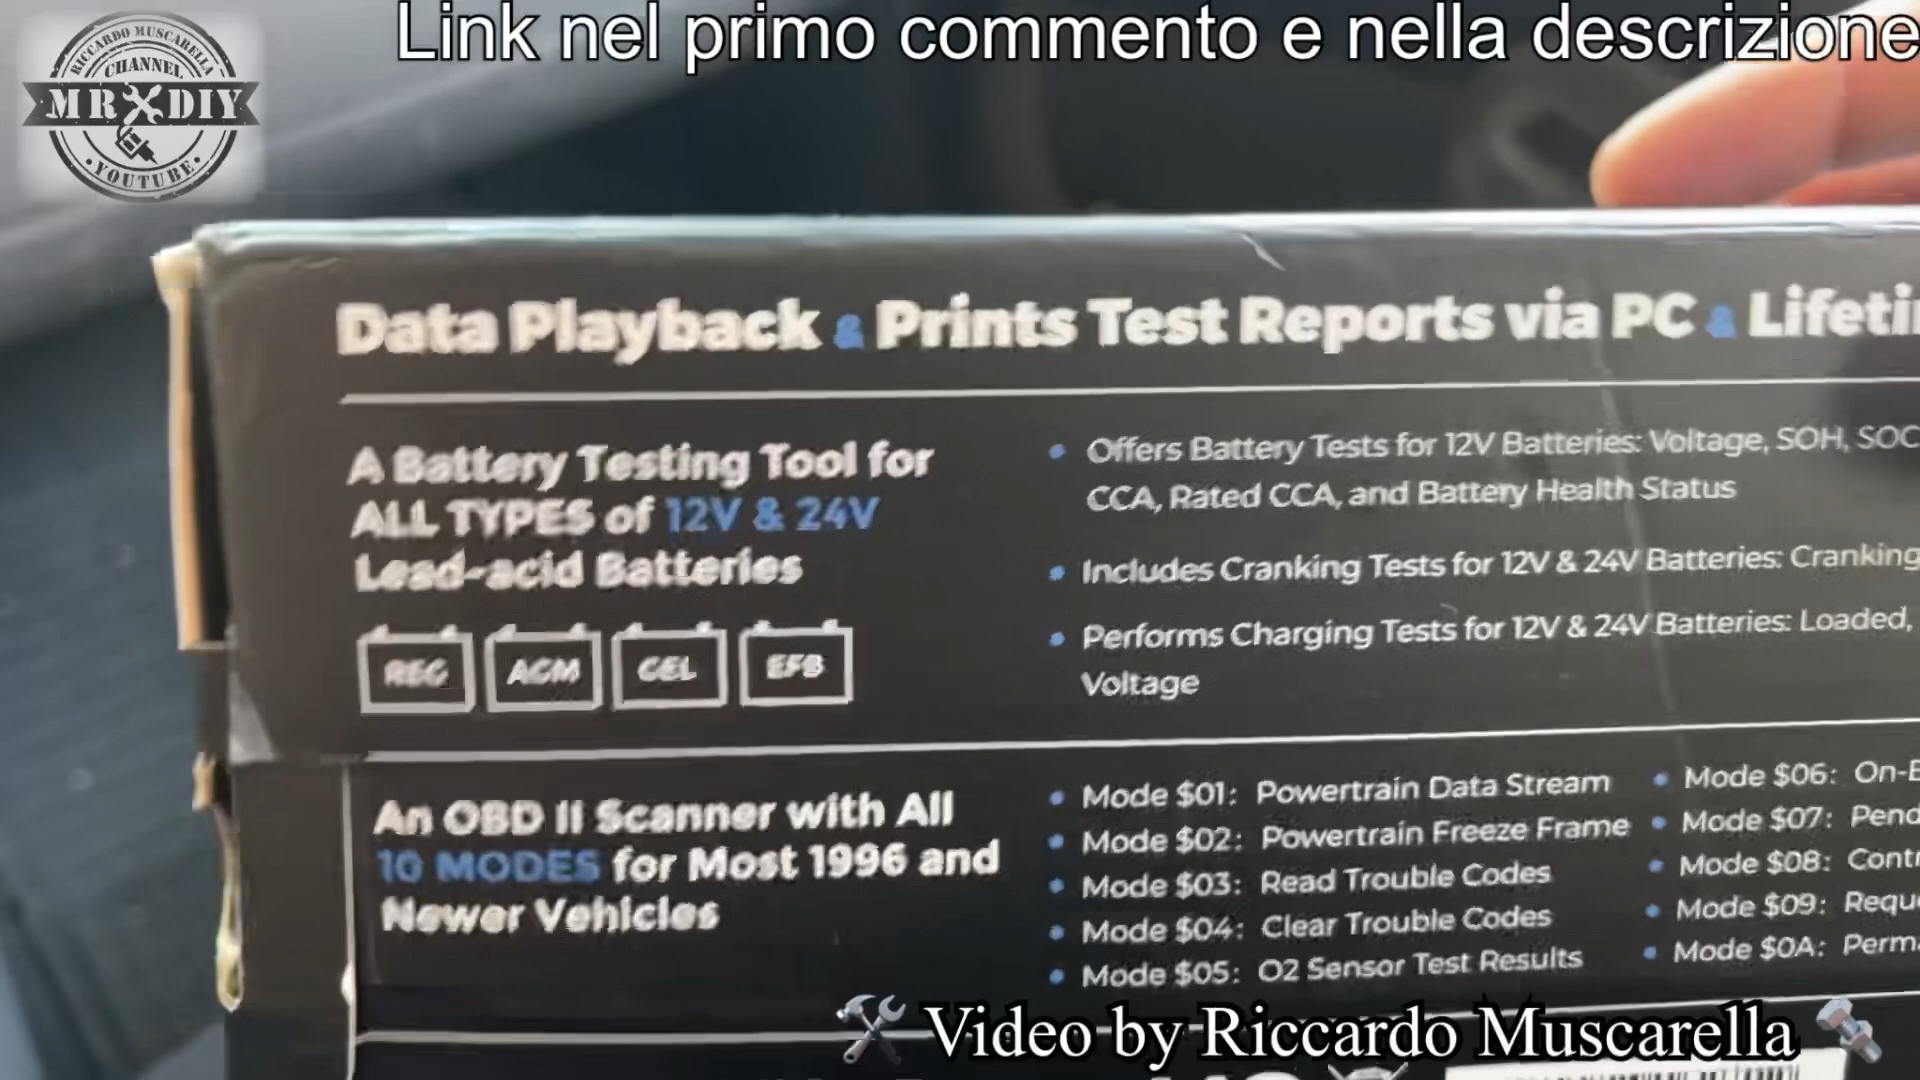 Link nel primo commento e nella descrizione
RICCARDO MUSCARELLA
CHANNEL
MR DIY
YOUTUBE
Data Playback & Prints Test Reports via PC &
A Battery Testing Tool for
ALL TYPES of 12V & 24V
Lead-acid Batteries
REG AGM GEL EFB
Offers Battery Tests for 12V Batteries: Voltage, SOH, SOC
CCA, Rated CCA, and Battery Health Status
Includes Cranking Tests for 12V & 24V Batteries: Cranking
Performs Charging Tests for 12V & 24V Batteries: Loaded,
Voltage
An OBD II Scanner with All
10 MODES for Most 1996 and
Newer Vehicles
Mode $01: Powertrain Data Stream
Mode $02: Powertrain Freeze Frame
Mode $03: Read Trouble Codes
Mode $04: Clear Trouble Codes
Mode $05: O2 Sensor Test Results
Mode $06:
Mode $07:
Mode $08:
Mode $09:
Mode $0A:
Video by Riccardo Muscarella